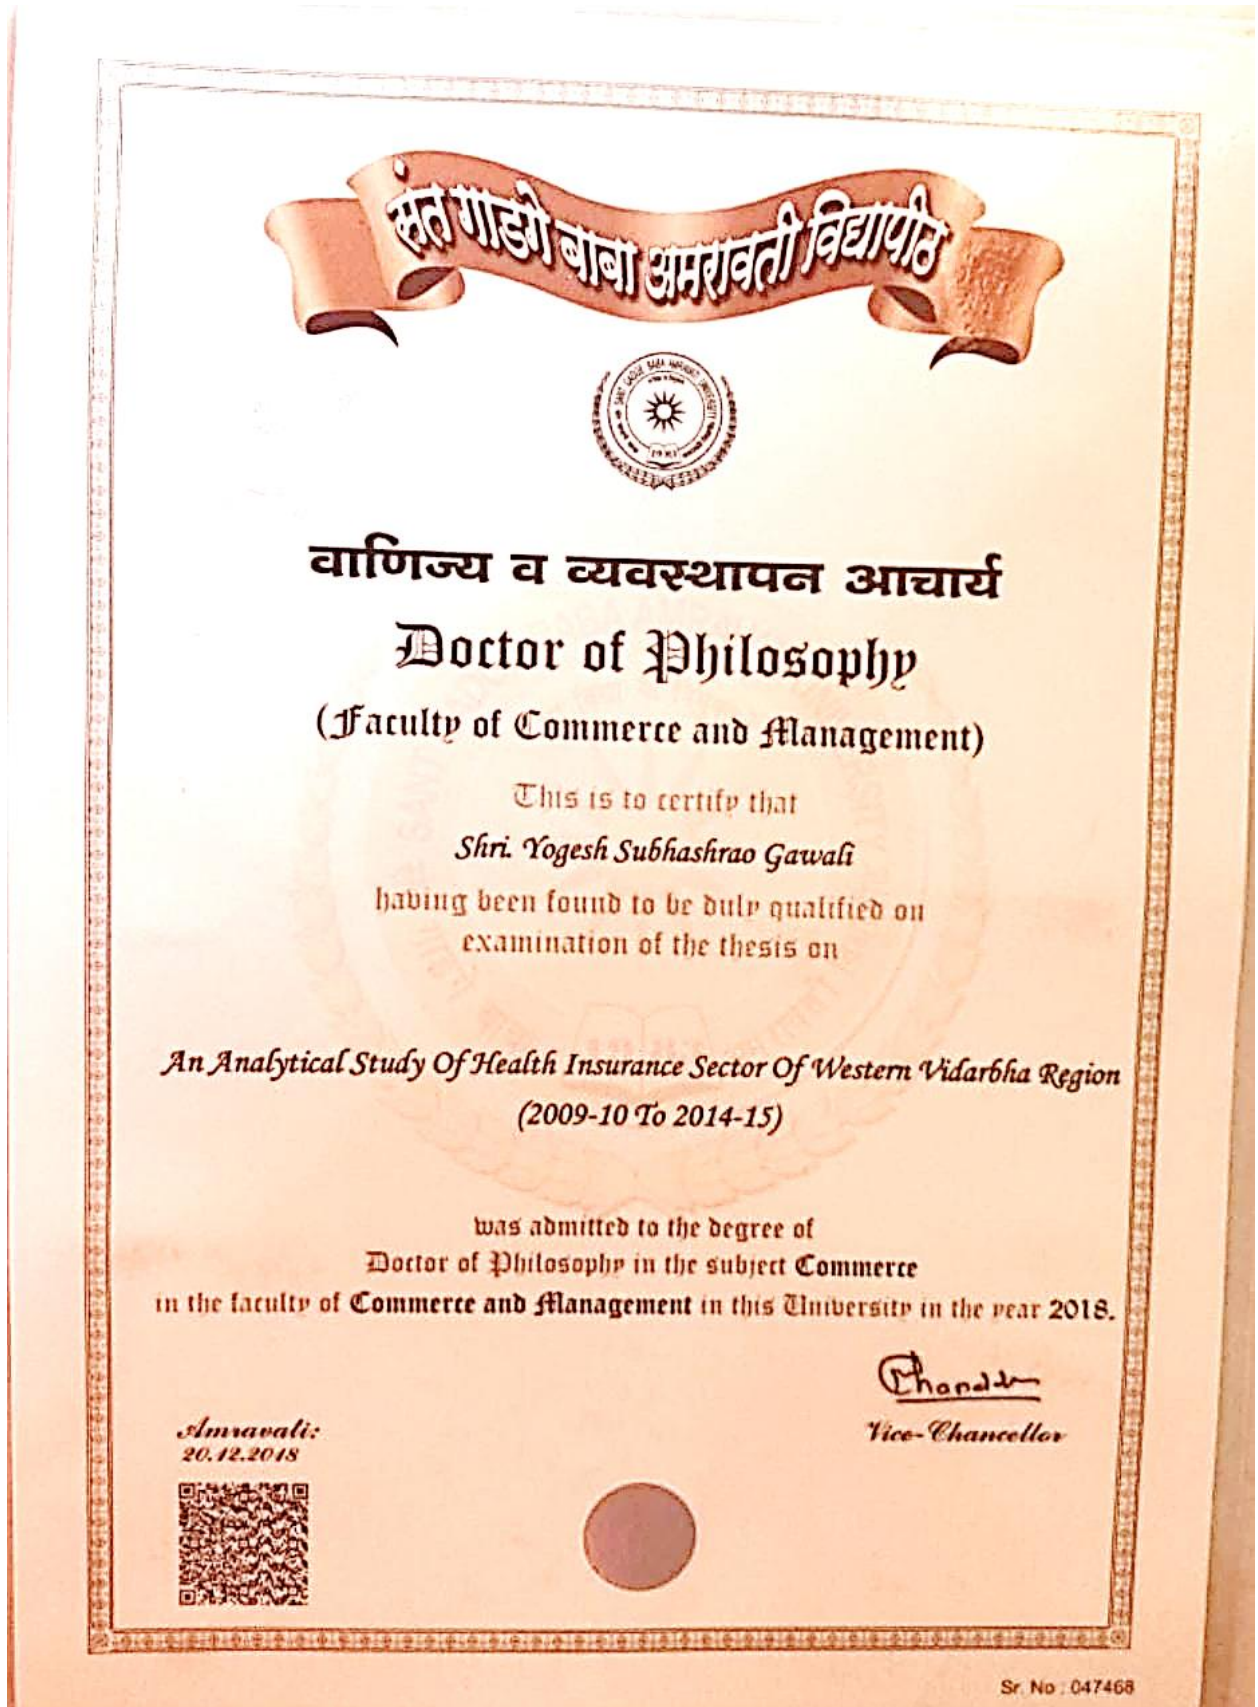 संत गाडगे बाबा अमरावती विद्यापीठ
वाणिज्य व व्यवस्थापन आचार्य
Doctor of Philosophy
(Faculty of Commerce and Management)
This is to certify that
Shri. Yogesh Subhashrao Gawali
having been found to be duly qualified on
examination of the thesis on
An Analytical Study Of Health Insurance Sector Of Western Vidarbha Region
(2009-10 To 2014-15)
was admitted to the degree of
Doctor of Philosophy in the subject Commerce
in the faculty of Commerce and Management in this University in the year 2018.
Vice-Chancellor
Amravati:
20.12.2018
Sr. No : 047468